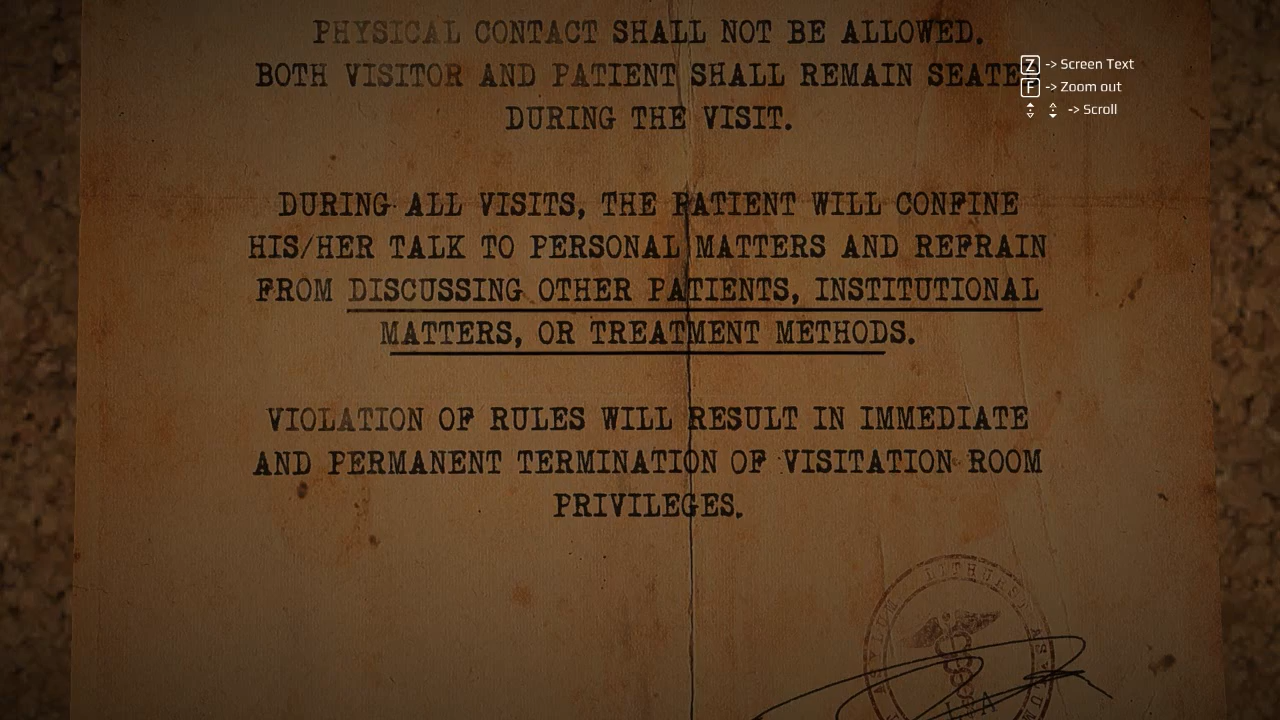 PHYSICAL CONTACT SHALL NOT BE ALLOWED.
BOTH VISITOR AND PATIENT SHALL REMAIN SEATE
DURING THE VISIT.
DURING ALL VISITS, THE PATIENT WILL CONFINE
HIS/HER TALK TO PERSONAL MATTERS AND REFRAIN
FROM DISCUSSING OTHER PATIENTS, INSTITUTIONAL
MATTERS, OR TREATMENT METHODS.
VIOLATION OF RULES WILL RESULT IN IMMEDIATE
AND PERMANENT TERMINATION OF VISITATION ROOM
PRIVILEGES.
Z -> Screen Text
F -> Zoom out
-> Scroll
ASYLUM
ASYLUM